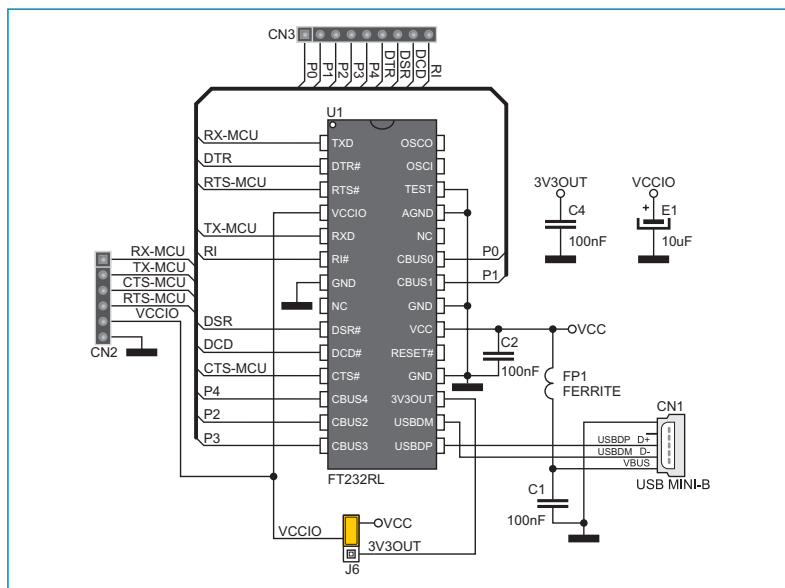 CN3
P0
P1
P2
P3
P4
DTR
DSR
DCD
RI
U1
RX-MCU
DTR
RTS-MCU
TX-MCU
RI
DSR
DCD
CTS-MCU
P4
P2
P3
TXD
DTR#
RTS#
VCCIO
RXD
RI#
GND
NC
DSR#
DCD#
CTS#
CBUS4
CBUS2
CBUS3
OSCO
OSCI
TEST
AGND
NC
CBUS0
CBUS1
GND
VCC
RESET#
GND
3V3OUT
USBDM
USBDP
FT232RL
P0
P1
3V3OUT
C4
100nF
VCCIO
+
E1
10uF
RX-MCU
TX-MCU
CTS-MCU
RTS-MCU
VCCIO
CN2
VCC
C2
100nF
FP1
FERRITE
CN1
USBDP D+
USBDM D-
VBUS
USB MINI-B
C1
100nF
VCCIO
VCC
3V3OUT
J6